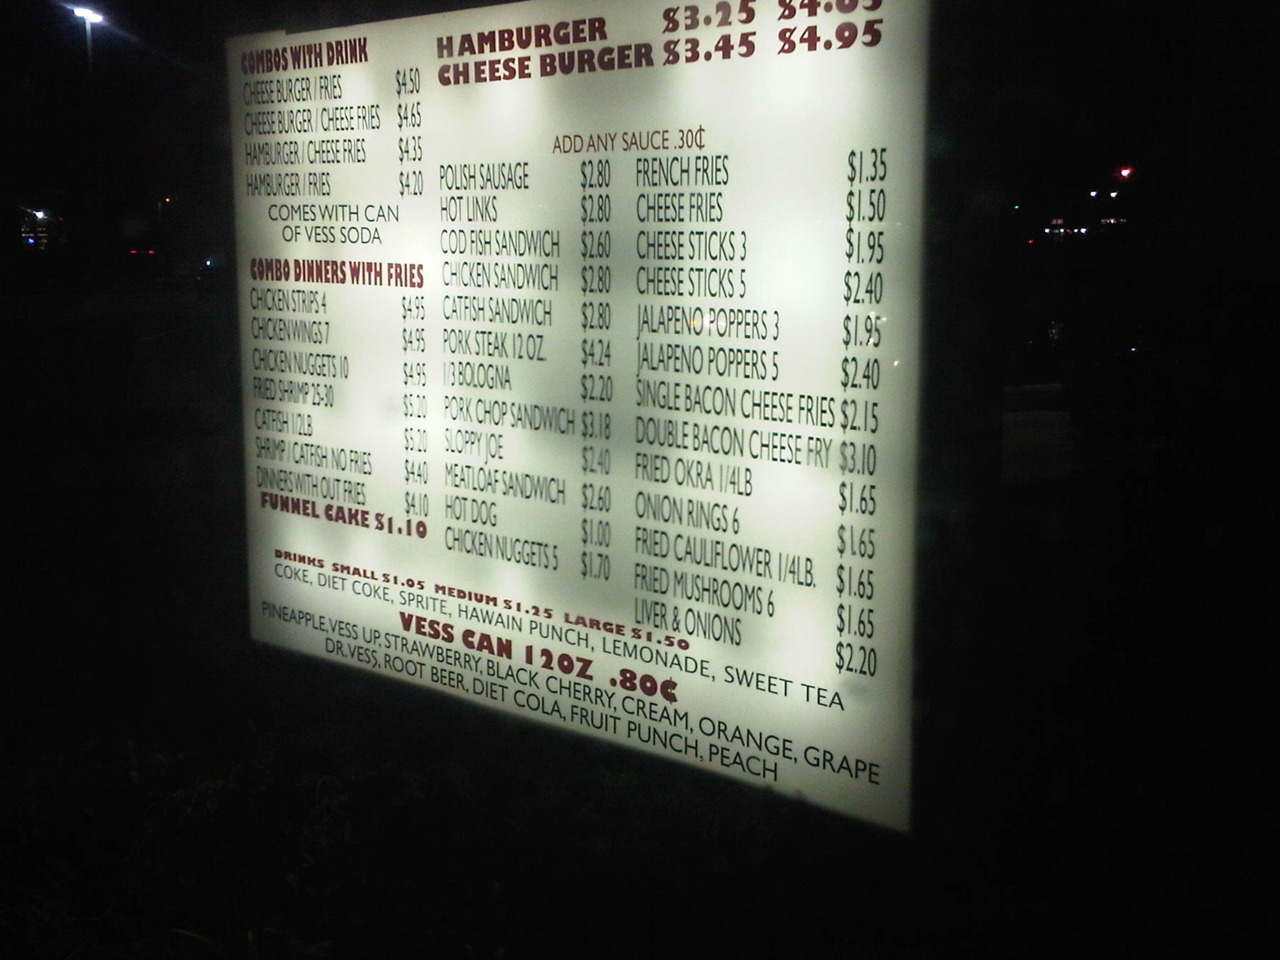 COMBOS WITH DRINK
CHEESE BURGER / FRIES $4.50
CHEESE BURGER / CHEESE FRIES $4.65
HAMBURGER / CHEESE FRIES $4.35
HAMBURGER / FRIES $4.20
COMES WITH CAN
OF VESS SODA
COMBO DINNERS WITH FRIES
CHICKEN STRIPS 4 $4.95
CHICKEN WINGS 7 $4.95
CHICKEN NUGGETS 10 $4.95
FRIED SHRIMP 25-30 $5.20
CATFISH 1/2LB $5.20
SHRIMP / CATFISH NO FRIES $4.40
DINNERS WITH OUT FRIES $4.10
FUNNEL CAKE $1.10
HAMBURGER $3.25
CHEESE BURGER $3.45 $4.95
ADD ANY SAUCE .30¢
POLISH SAUSAGE $2.80
HOT LINKS $2.80
COD FISH SANDWICH $2.60
CHICKEN SANDWICH $2.80
CATFISH SANDWICH $2.80
PORK STEAK 12 OZ. $4.24
1/3 BOLOGNA $2.20
PORK CHOP SANDWICH $3.18
SLOPPY JOE $2.40
MEATLOAF SANDWICH $2.60
HOT DOG $1.00
CHICKEN NUGGETS 5 $1.70
FRENCH FRIES $1.35
CHEESE FRIES $1.50
CHEESE STICKS 3 $1.95
CHEESE STICKS 5 $2.40
JALAPENO POPPERS 3 $1.95
JALAPENO POPPERS 5 $2.40
SINGLE BACON CHEESE FRIES $2.15
DOUBLE BACON CHEESE FRY $3.10
FRIED OKRA 1/4LB $1.65
ONION RINGS 6 $1.65
FRIED CAULIFLOWER 1/4LB. $1.65
FRIED MUSHROOMS 6 $1.65
LIVER & ONIONS $2.20
DRINKS SMALL $1.05 MEDIUM $1.25 LARGE $1.50
COKE, DIET COKE, SPRITE, HAWAIN PUNCH, LEMONADE, SWEET TEA
VESS CAN 12OZ .80¢
PINEAPPLE, VESS UP, STRAWBERRY, BLACK CHERRY, CREAM, ORANGE, GRAPE
DR.VESS, ROOT BEER, DIET COLA, FRUIT PUNCH, PEACH